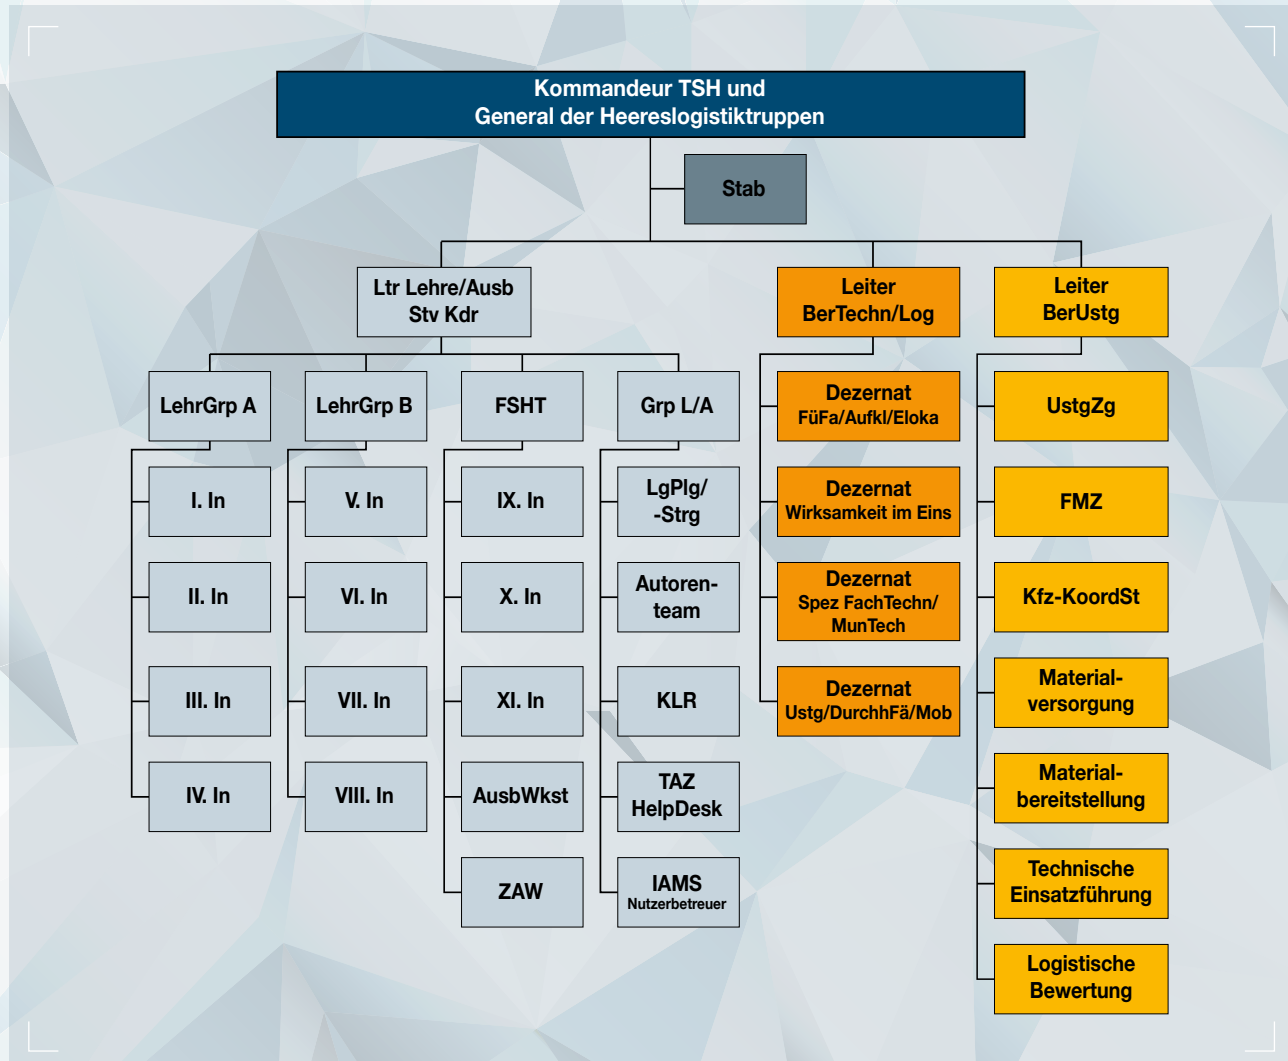 Kommandeur TSH und
General der Heereslogistiktruppen
Stab
Ltr Lehre/Ausb
Stv Kdr
Leiter
BerTechn/Log
Leiter
BerUstg
LehrGrp A
LehrGrp B
FSHT
Grp L/A
Dezernat
FüFa/Aufkl/Eloka
UstgZg
I. In
V. In
IX. In
LgPlg/
-Strg
Dezernat
Wirksamkeit im Eins
FMZ
II. In
VI. In
X. In
Autoren-
team
Dezernat
Spez FachTechn/
MunTech
Kfz-KoordSt
III. In
VII. In
XI. In
KLR
Dezernat
Ustg/DurchhFä/Mob
Material-
versorgung
IV. In
VIII. In
AusbWkst
TAZ
HelpDesk
Material-
bereitstellung
ZAW
IAMS
Nutzerbetreuer
Technische
Einsatzführung
Logistische
Bewertung